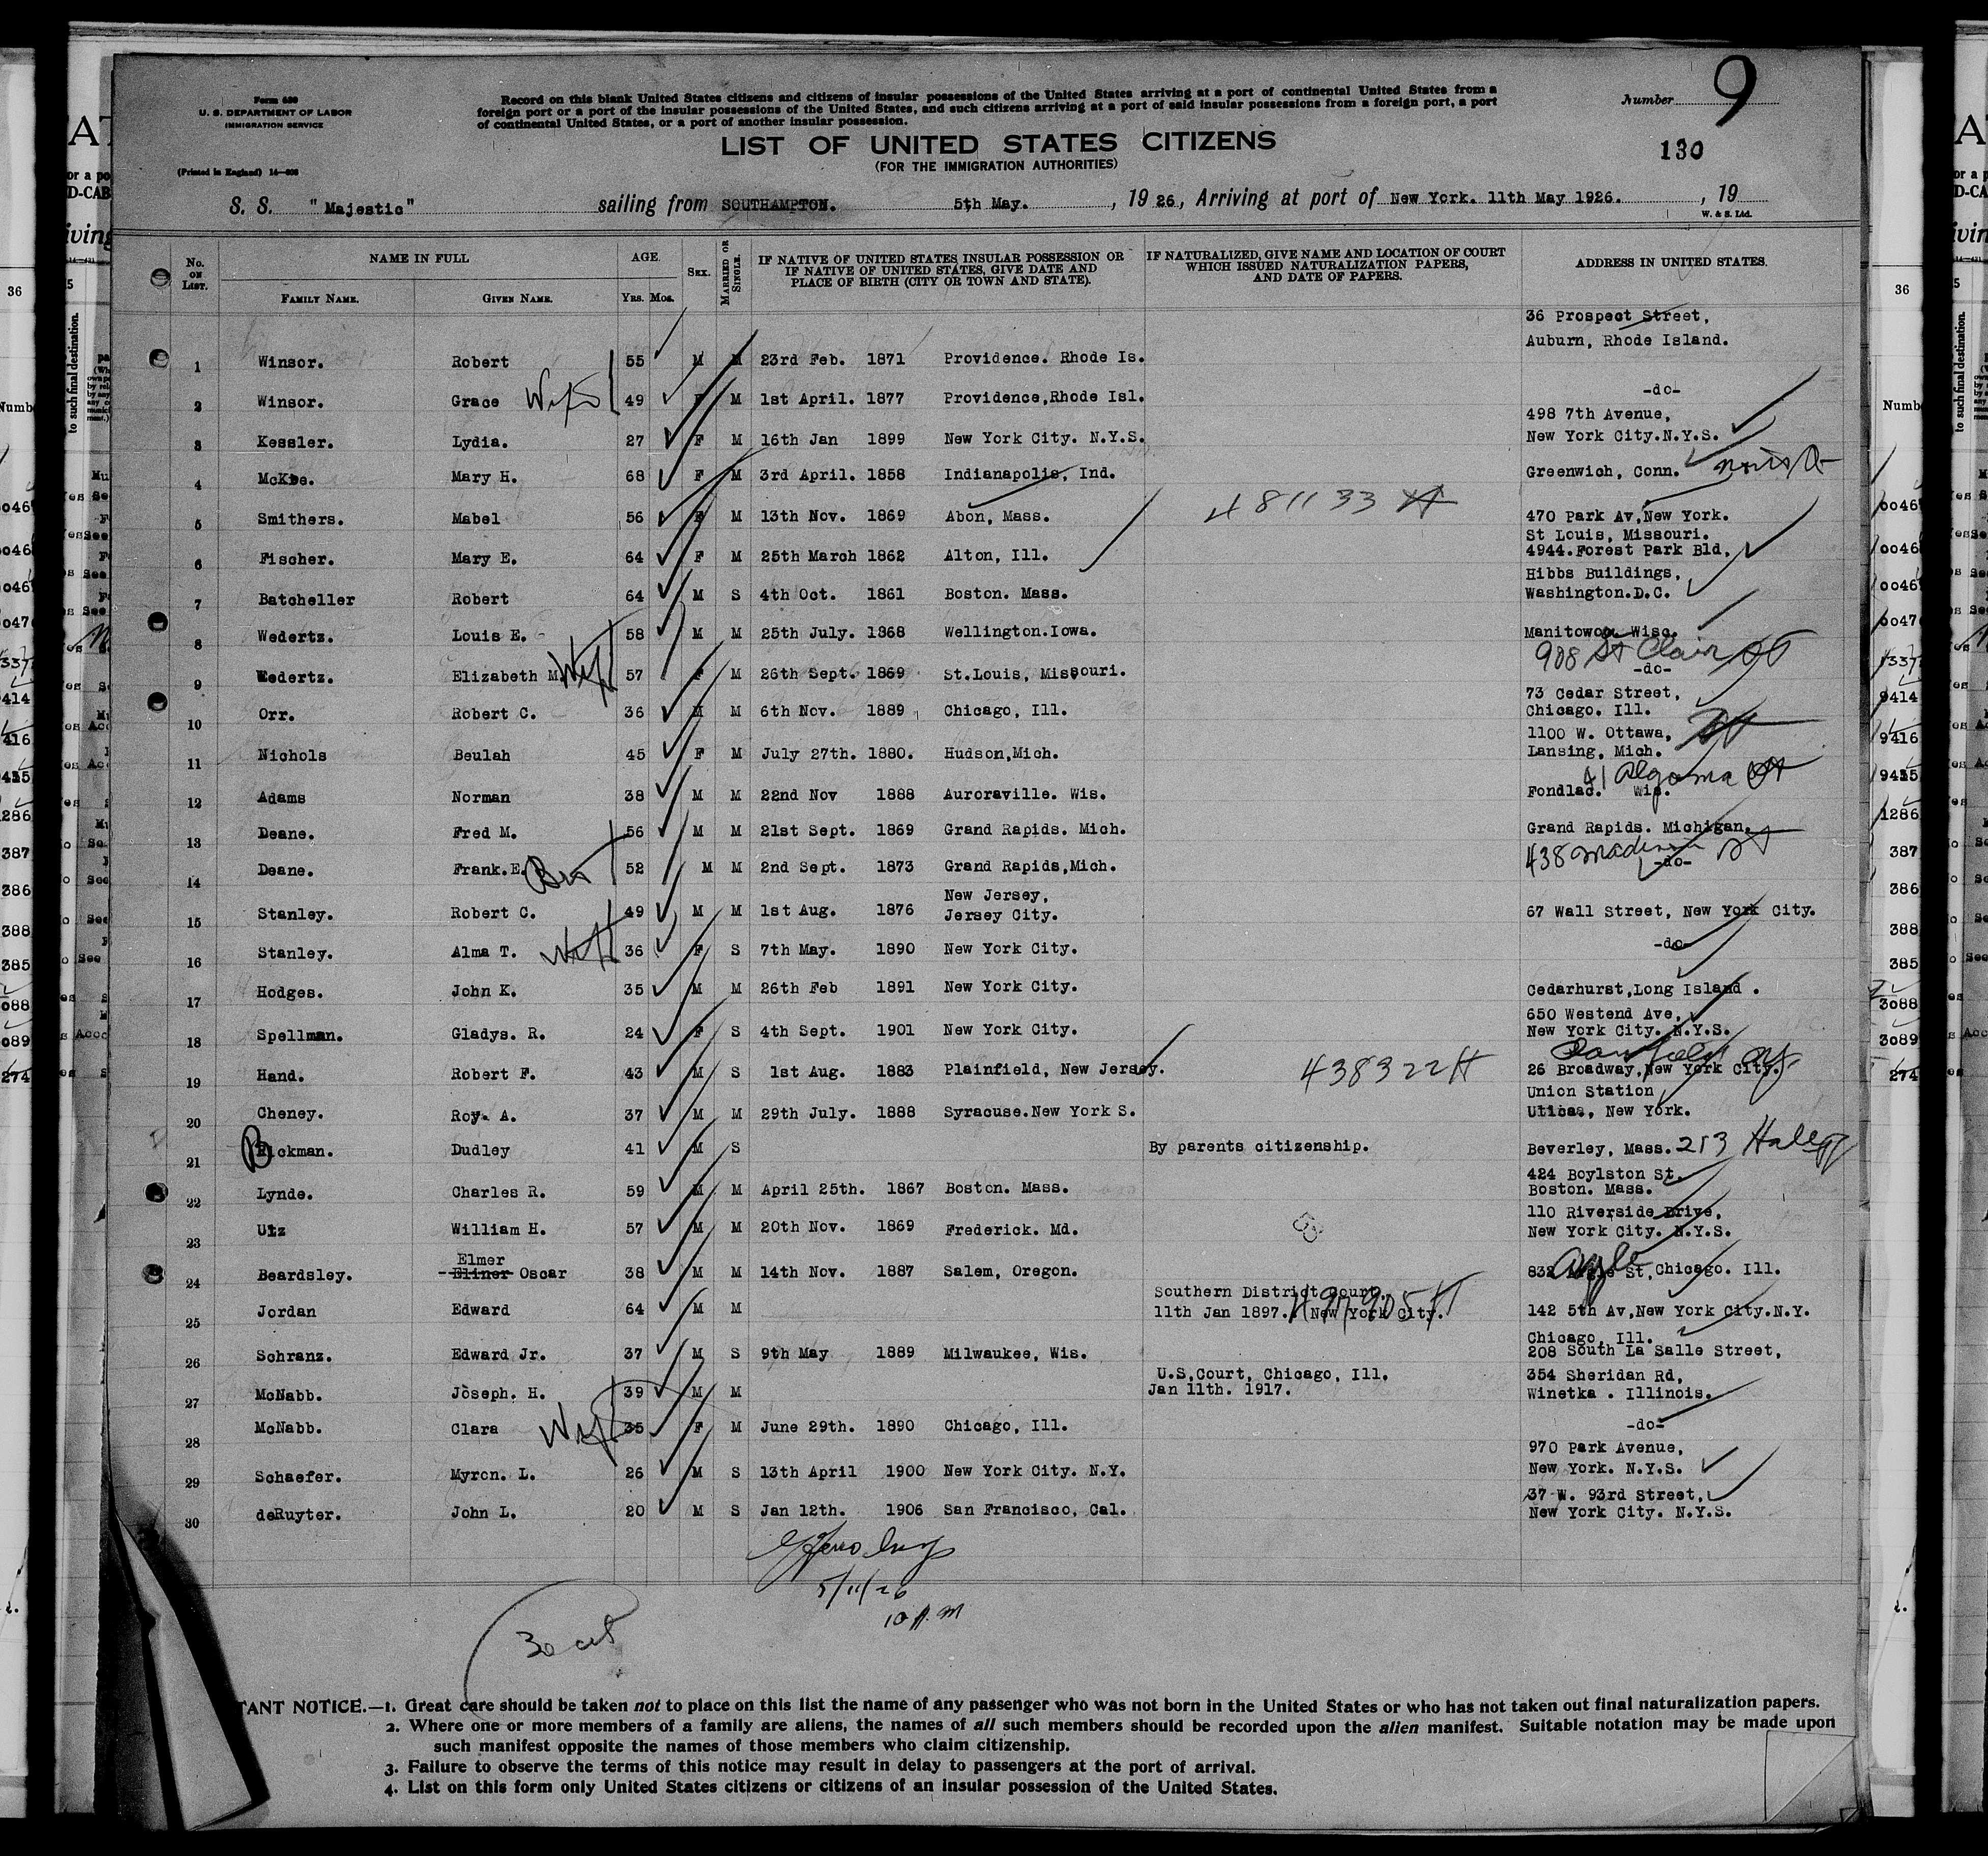 Form 630
U. S. DEPARTMENT OF LABOR
IMMIGRATION SERVICE
Record on this blank United States citizens and citizens of insular possessions of the United States arriving at a port of continental United States from a
foreign port or a port of the insular possessions of the United States, and such citizens arriving at a port of said insular possessions from a foreign port, a port
of continental United States, or a port of another insular possession.
Number 9
LIST OF UNITED STATES CITIZENS
(FOR THE IMMIGRATION AUTHORITIES)
130
(Printed in England)
S. S. "Majestic" sailing from SOUTHAMPTON. 5th May. , 19 26, Arriving at port of New York. 11th May 1926. , 19
W. & S. Ltd.
No. ON LIST. NAME IN FULL AGE. SEX. MARRIED OR SINGLE. IF NATIVE OF UNITED STATES INSULAR POSSESSION OR IF NATIVE OF UNITED STATES, GIVE DATE AND PLACE OF BIRTH (CITY OR TOWN AND STATE). IF NATURALIZED, GIVE NAME AND LOCATION OF COURT WHICH ISSUED NATURALIZATION PAPERS, AND DATE OF PAPERS. ADDRESS IN UNITED STATES.
FAMILY NAME. GIVEN NAME. YRS. MOS.
36 Prospect Street,
Auburn, Rhode Island.
1 Winsor. Robert 55 M M 23rd Feb. 1871 Providence. Rhode Is.
2 Winsor. Grace Wife 49 F M 1st April. 1877 Providence,Rhode Isl. -do-
498 7th Avenue,
3 Kessler. Lydia. 27 F M 16th Jan 1899 New York City. N.Y.S. New York City.N.Y.S.
4 McKee. Mary H. 68 F M 3rd April. 1858 Indianapolis, Ind. Greenwich, Conn.
481133
5 Smithers. Mabel 56 F M 13th Nov. 1869 Abon, Mass. 470 Park Av,New York.
St Louis, Missouri.
6 Fischer. Mary E. 64 F M 25th March 1862 Alton, Ill. 4944.Forest Park Bld.
Hibbs Buildings,
7 Batcheller Robert 64 M S 4th Oct. 1861 Boston. Mass. Washington.D.C.
8 Wedertz. Louis E. 58 M M 25th July. 1868 Wellington.Iowa. Manitowoc Wisc.
908 St Clair St
9 Wedertz. Elizabeth M. Wife 57 F M 26th Sept. 1869 St.Louis, Missouri. -do-
73 Cedar Street,
10 Orr. Robert C. 36 M M 6th Nov. 1889 Chicago, Ill. Chicago. Ill.
1100 W. Ottawa,
11 Nichols Beulah 45 F M July 27th. 1880. Hudson,Mich. Lansing, Mich.
41 Algoma St
12 Adams Norman 38 M M 22nd Nov 1888 Auroraville. Wis. Fondlac. Wis.
13 Deane. Fred M. 56 M M 21st Sept. 1869 Grand Rapids. Mich. Grand Rapids. Michigan.
438 Madison St
14 Deane. Frank.E. Bro 52 M M 2nd Sept. 1873 Grand Rapids,Mich. -do-
New Jersey,
15 Stanley. Robert C. 49 M M 1st Aug. 1876 Jersey City. 67 Wall Street, New York City.
16 Stanley. Alma T. Wife 36 F S 7th May. 1890 New York City. -do-
17 Hodges. John K. 35 M M 26th Feb 1891 New York City. Cedarhurst,Long Island .
650 Westend Ave,
18 Spellman. Gladys. R. 24 F S 4th Sept. 1901 New York City. New York City. N.Y.S.
19 Hand. Robert F. 43 M S 1st Aug. 1883 Plainfield, New Jersey. 438322 26 Broadway,New York City.
Union Station
20 Cheney. Roy. A. 37 M M 29th July. 1888 Syracuse.New York S. Uticas, New York.
21 Bickman. Dudley 41 M S By parents citizenship. Beverley, Mass. 213 Hale
424 Boylston St.
22 Lynde. Charles R. 59 M M April 25th. 1867 Boston. Mass. Boston. Mass.
110 Riverside Drive,
23 Utz William H. 57 M M 20th Nov. 1869 Frederick. Md. New York City. N.Y.S.
Elmer
24 Beardsley. Eliner Oscar 38 M M 14th Nov. 1887 Salem, Oregon. 832 Argyle St,Chicago. Ill.
Southern District Court.
25 Jordan Edward 64 M M 11th Jan 1897. New York City. 142 5th Av,New York City.N.Y.
Chicago, Ill.
26 Schranz. Edward Jr. 37 M S 9th May 1889 Milwaukee, Wis. 208 South La Salle Street,
U.S,Court, Chicago, Ill. 354 Sheridan Rd,
27 McNabb. Joseph. H. 39 M M Jan 11th. 1917. Winetka . Illinois.
28 McNabb. Clara Wife 35 F M June 29th. 1890 Chicago, Ill. -do-
970 Park Avenue,
29 Schaefer. Myron. L. 26 M S 13th April 1900 New York City. N.Y. New York. N.Y.S.
37 W. 93rd Street,
30 deRuyter. John L. 20 M S Jan 12th. 1906 San Francisco, Cal. New York City. N.Y.S.
5/11/26
10 A.M
30
TANT NOTICE.—1. Great care should be taken not to place on this list the name of any passenger who was not born in the United States or who has not taken out final naturalization papers.
2. Where one or more members of a family are aliens, the names of all such members should be recorded upon the alien manifest. Suitable notation may be made upon
such manifest opposite the names of those members who claim citizenship.
3. Failure to observe the terms of this notice may result in delay to passengers at the port of arrival.
4. List on this form only United States citizens or citizens of an insular possession of the United States.